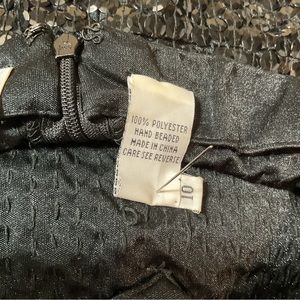 100% POLYESTER
HAND BEADED
MADE IN CHINA
CARE SEE REVERSE
10